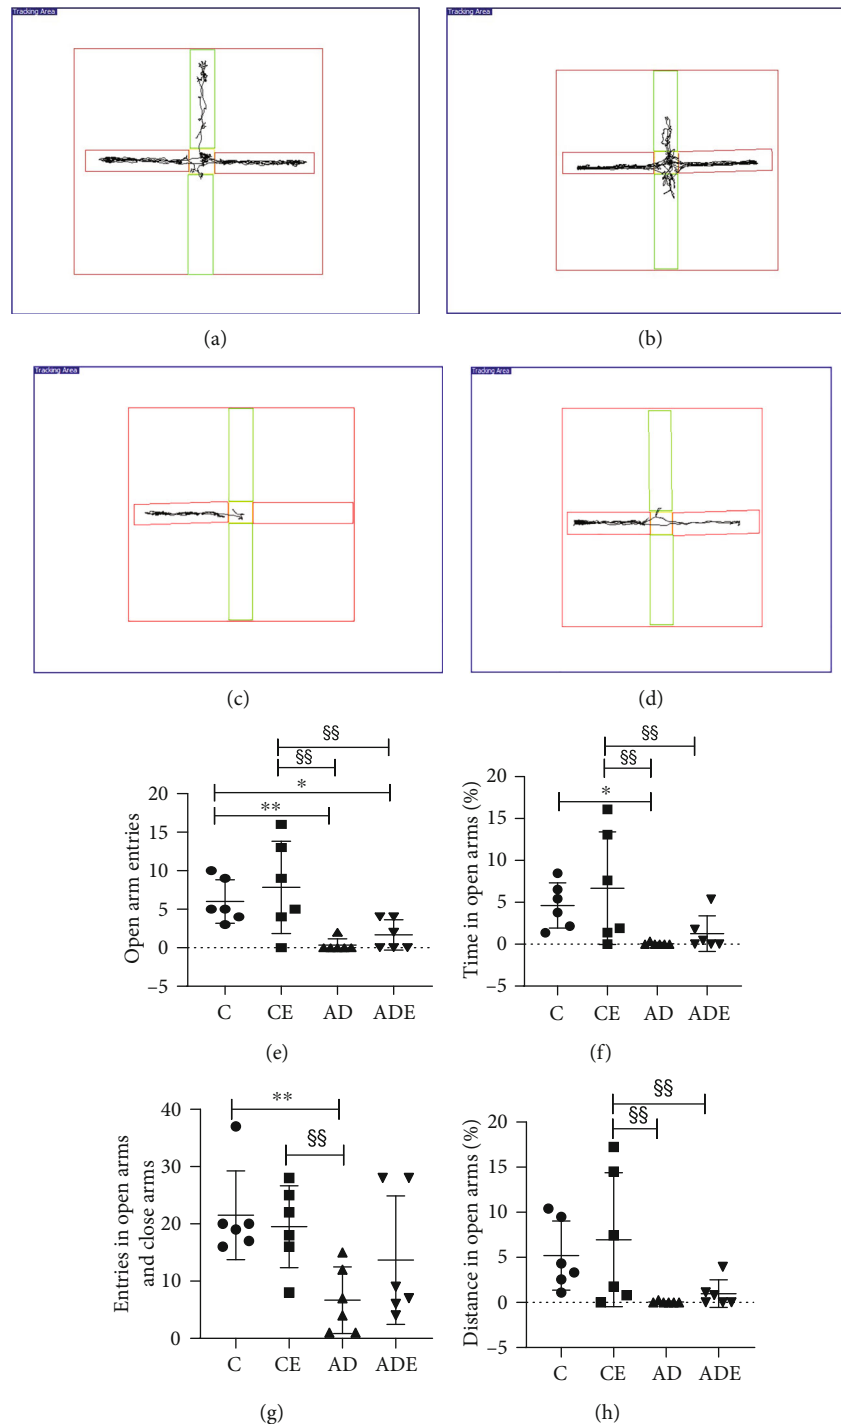 Tracking Area
Tracking Area
(a)
(b)
Tracking Area
Tracking Area
(c)
(d)
§§
§§
*
**
20
15
10
5
0
−5
Open arm entries
C CE AD ADE
(e)
§§
§§
*
20
15
10
5
0
−5
Time in open arms (%)
C CE AD ADE
(f)
**
§§
40
30
20
10
0
Entries in open arms
and close arms
C CE AD ADE
(g)
§§
§§
20
15
10
5
0
−5
Distance in open arms (%)
C CE AD ADE
(h)